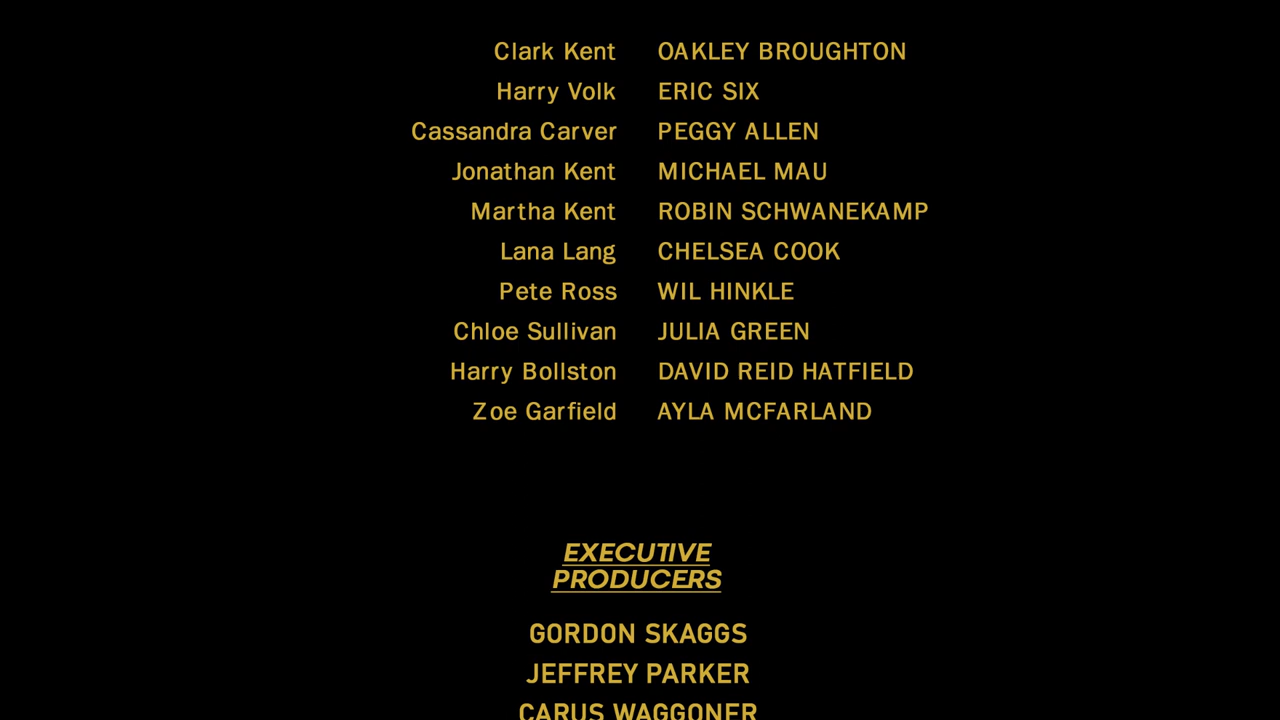 Clark Kent OAKLEY BROUGHTON
Harry Volk ERIC SIX
Cassandra Carver PEGGY ALLEN
Jonathan Kent MICHAEL MAU
Martha Kent ROBIN SCHWANEKAMP
Lana Lang CHELSEA COOK
Pete Ross WIL HINKLE
Chloe Sullivan JULIA GREEN
Harry Bollston DAVID REID HATFIELD
Zoe Garfield AYLA MCFARLAND
EXECUTIVE
PRODUCERS
GORDON SKAGGS
JEFFREY PARKER
CARUS WAGGONER